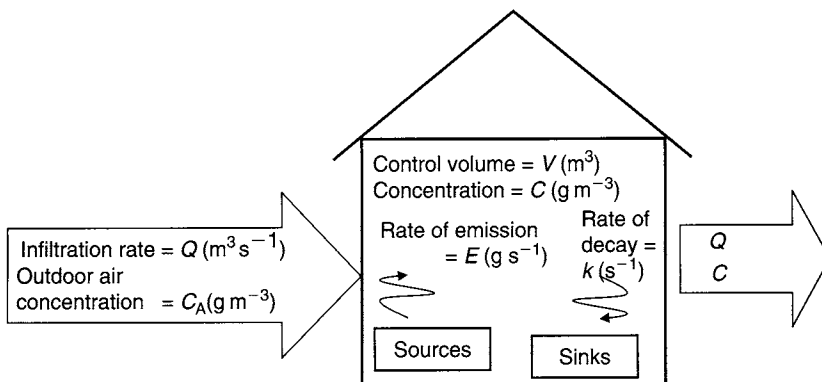 Control volume = V (m³)
Concentration = C (g m⁻³)
Infiltration rate = Q (m³ s⁻¹)
Outdoor air
concentration = C_A(g m⁻³)
Rate of emission
= E (g s⁻¹)
Rate of
decay =
k (s⁻¹)
Sources
Sinks
Q
C